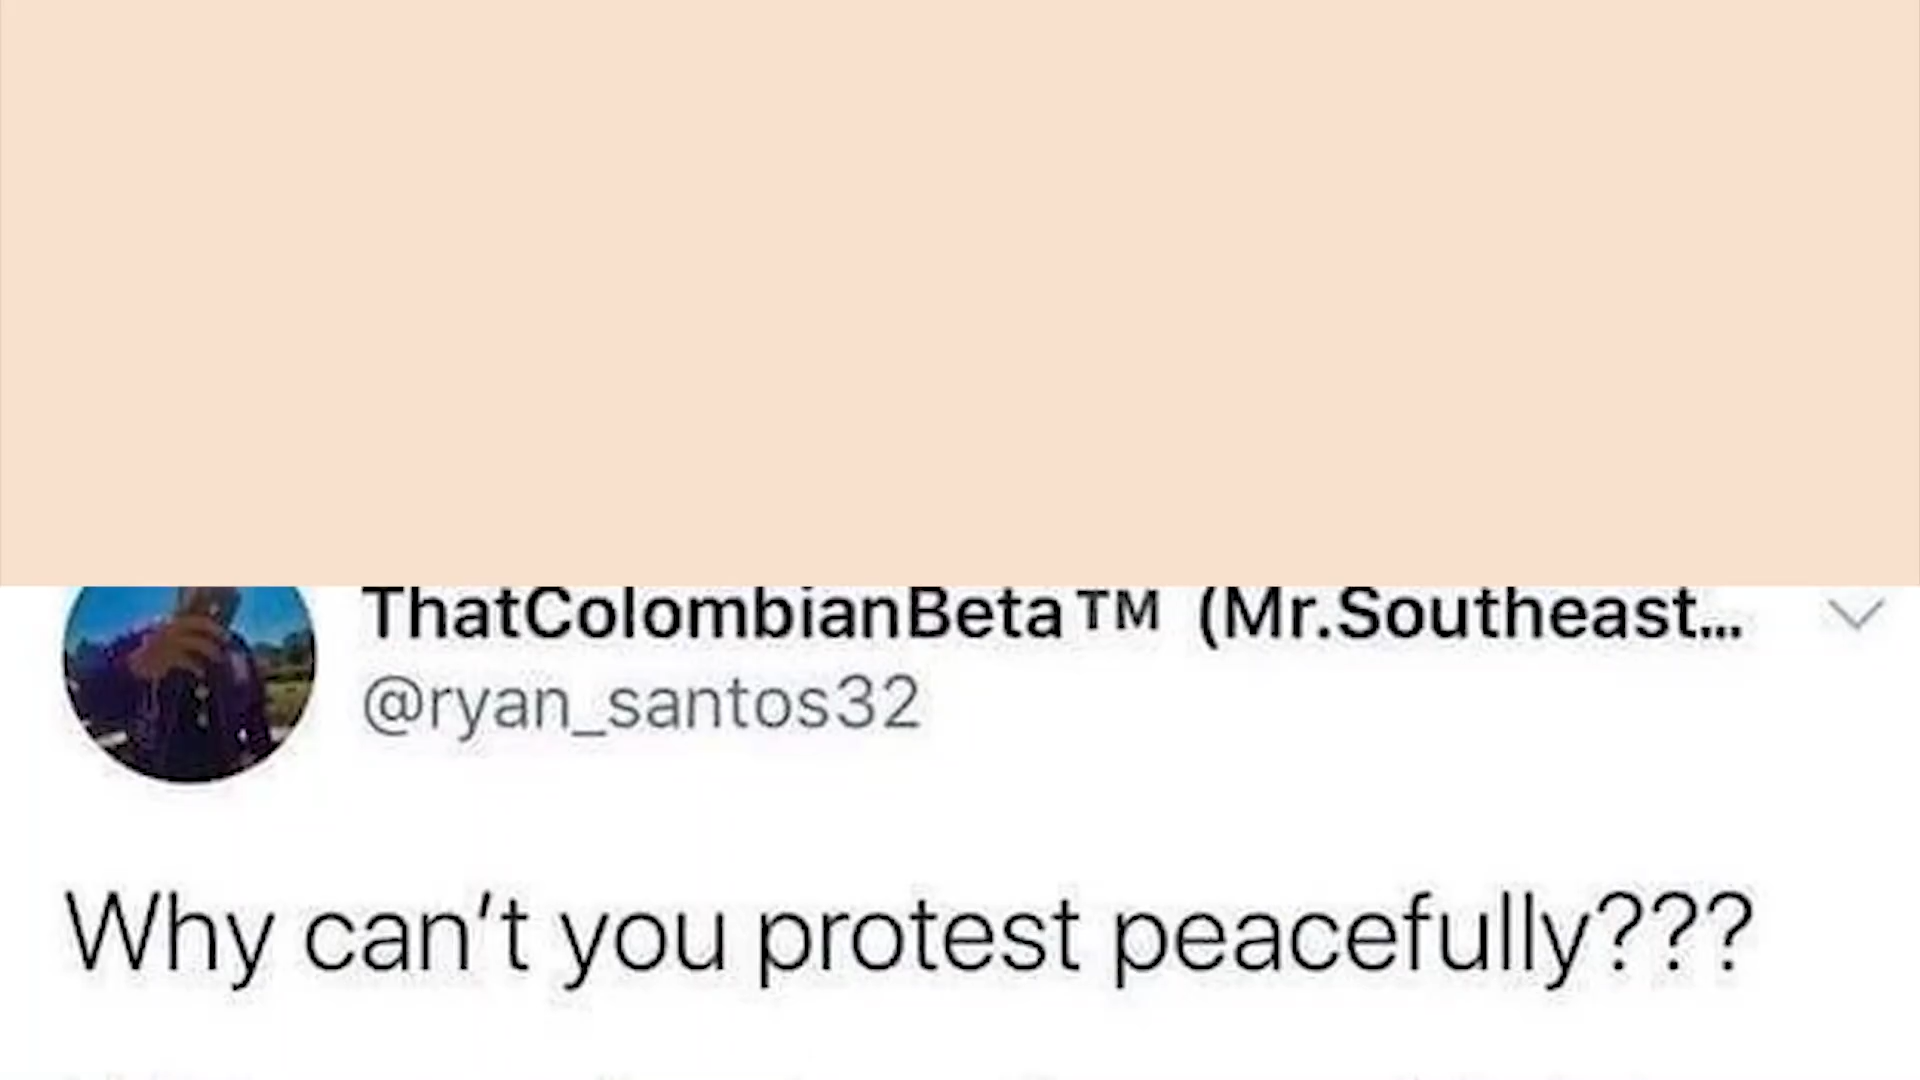 ThatColombianBeta™ (Mr.Southeast...
@ryan_santos32
Why can't you protest peacefully???